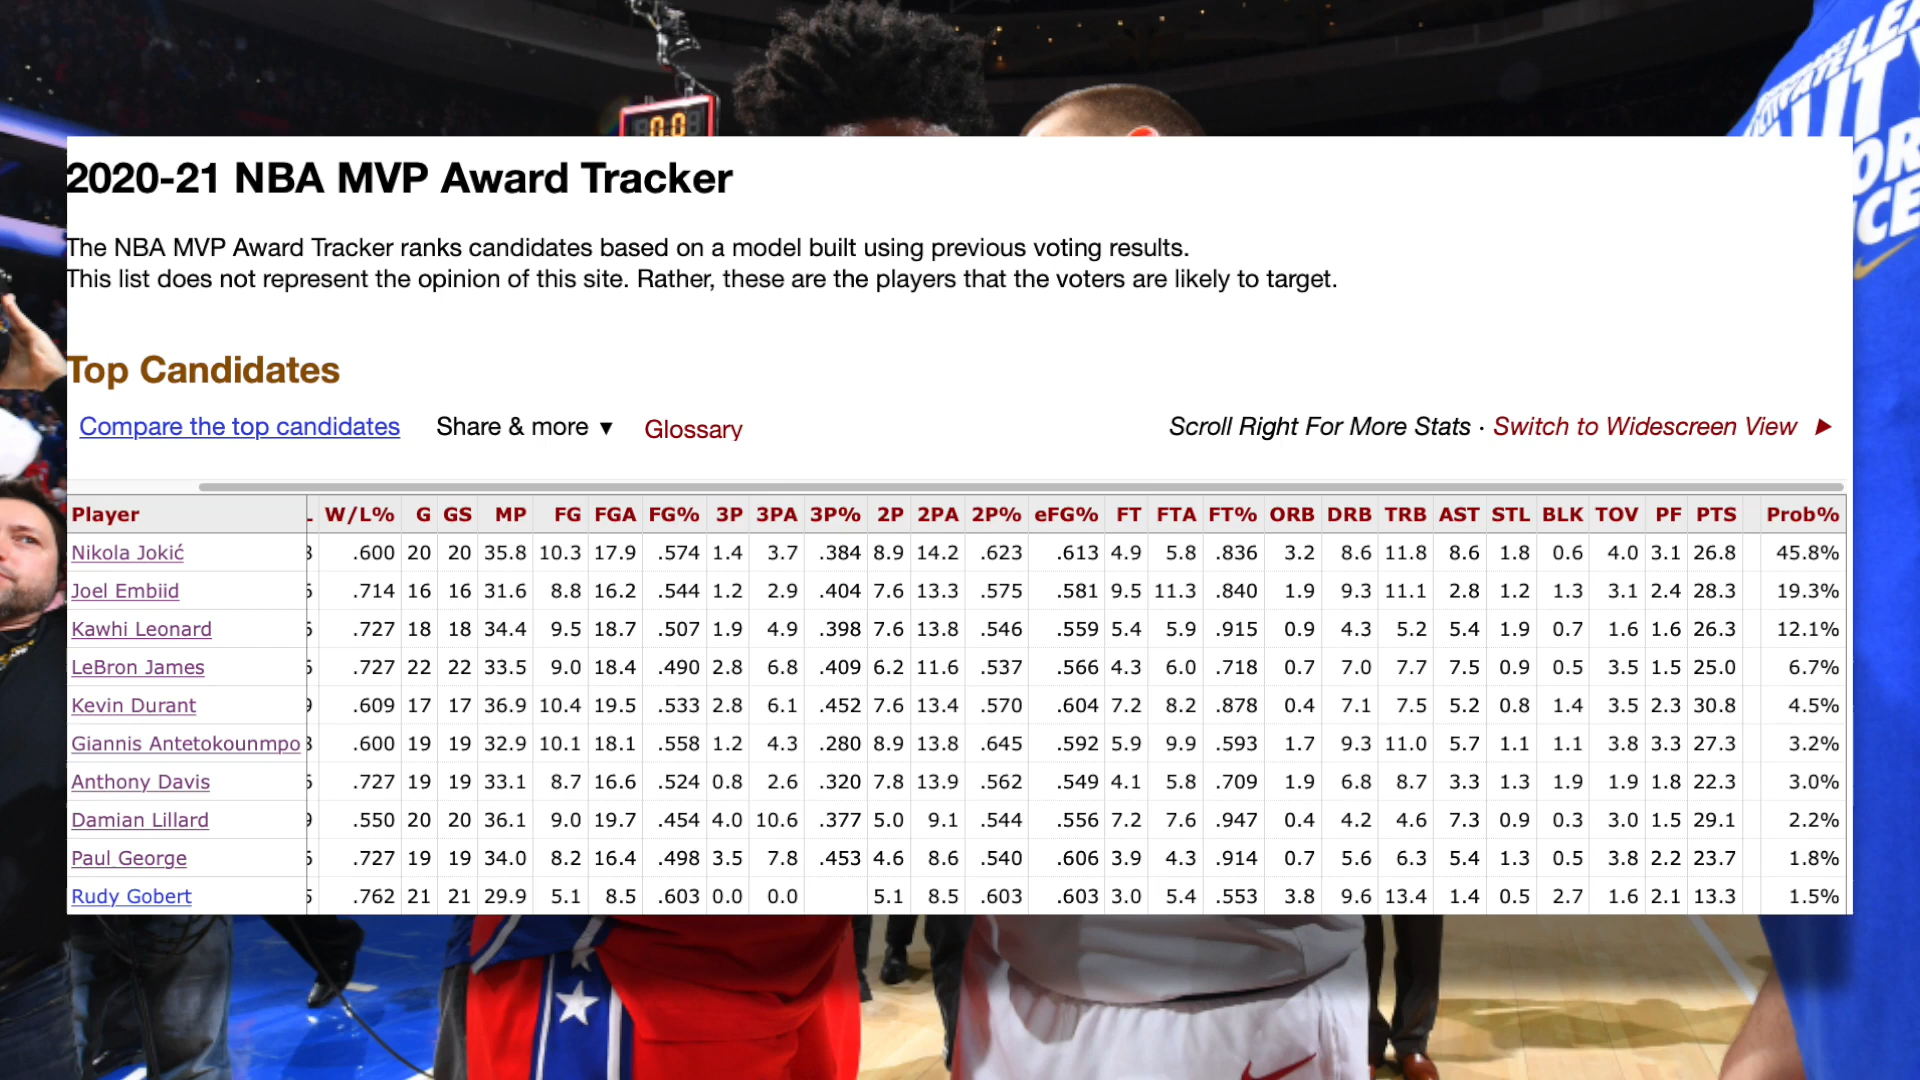 0.0
2020-21 NBA MVP Award Tracker
The NBA MVP Award Tracker ranks candidates based on a model built using previous voting results.
This list does not represent the opinion of this site. Rather, these are the players that the voters are likely to target.
Top Candidates
Compare the top candidates Share & more ▼ Glossary Scroll Right For More Stats · Switch to Widescreen View ►
Player W/L% G GS MP FG FGA FG% 3P 3PA 3P% 2P 2PA 2P% eFG% FT FTA FT% ORB DRB TRB AST STL BLK TOV PF PTS Prob%
Nikola Jokić .600 20 20 35.8 10.3 17.9 .574 1.4 3.7 .384 8.9 14.2 .623 .613 4.9 5.8 .836 3.2 8.6 11.8 8.6 1.8 0.6 4.0 3.1 26.8 45.8%
Joel Embiid .714 16 16 31.6 8.8 16.2 .544 1.2 2.9 .404 7.6 13.3 .575 .581 9.5 11.3 .840 1.9 9.3 11.1 2.8 1.2 1.3 3.1 2.4 28.3 19.3%
Kawhi Leonard .727 18 18 34.4 9.5 18.7 .507 1.9 4.9 .398 7.6 13.8 .546 .559 5.4 5.9 .915 0.9 4.3 5.2 5.4 1.9 0.7 1.6 1.6 26.3 12.1%
LeBron James .727 22 22 33.5 9.0 18.4 .490 2.8 6.8 .409 6.2 11.6 .537 .566 4.3 6.0 .718 0.7 7.0 7.7 7.5 0.9 0.5 3.5 1.5 25.0 6.7%
Kevin Durant .609 17 17 36.9 10.4 19.5 .533 2.8 6.1 .452 7.6 13.4 .570 .604 7.2 8.2 .878 0.4 7.1 7.5 5.2 0.8 1.4 3.5 2.3 30.8 4.5%
Giannis Antetokounmpo .600 19 19 32.9 10.1 18.1 .558 1.2 4.3 .280 8.9 13.8 .645 .592 5.9 9.9 .593 1.7 9.3 11.0 5.7 1.1 1.1 3.8 3.3 27.3 3.2%
Anthony Davis .727 19 19 33.1 8.7 16.6 .524 0.8 2.6 .320 7.8 13.9 .562 .549 4.1 5.8 .709 1.9 6.8 8.7 3.3 1.3 1.9 1.9 1.8 22.3 3.0%
Damian Lillard .550 20 20 36.1 9.0 19.7 .454 4.0 10.6 .377 5.0 9.1 .544 .556 7.2 7.6 .947 0.4 4.2 4.6 7.3 0.9 0.3 3.0 1.5 29.1 2.2%
Paul George .727 19 19 34.0 8.2 16.4 .498 3.5 7.8 .453 4.6 8.6 .540 .606 3.9 4.3 .914 0.7 5.6 6.3 5.4 1.3 0.5 3.8 2.2 23.7 1.8%
Rudy Gobert .762 21 21 29.9 5.1 8.5 .603 0.0 0.0 5.1 8.5 .603 .603 3.0 5.4 .553 3.8 9.6 13.4 1.4 0.5 2.7 1.6 2.1 13.3 1.5%